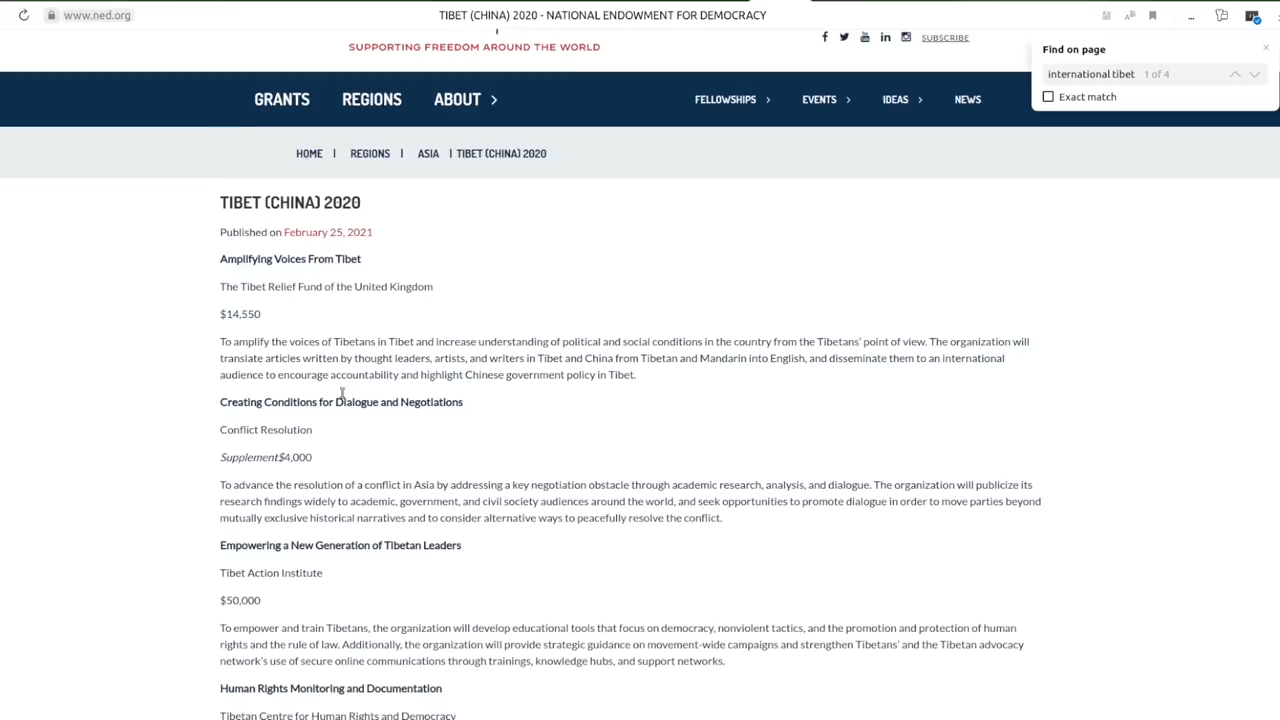 www.ned.org
TIBET (CHINA) 2020 - NATIONAL ENDOWMENT FOR DEMOCRACY
...
SUPPORTING FREEDOM AROUND THE WORLD
SUBSCRIBE
Find on page
international tibet 1 of 4
Exact match
GRANTS REGIONS ABOUT
FELLOWSHIPS EVENTS IDEAS NEWS
HOME | REGIONS | ASIA | TIBET (CHINA) 2020
TIBET (CHINA) 2020
Published on February 25, 2021
Amplifying Voices From Tibet
The Tibet Relief Fund of the United Kingdom
$14,550
To amplify the voices of Tibetans in Tibet and increase understanding of political and social conditions in the country from the Tibetans' point of view. The organization will
translate articles written by thought leaders, artists, and writers in Tibet and China from Tibetan and Mandarin into English, and disseminate them to an international
audience to encourage accountability and highlight Chinese government policy in Tibet.
Creating Conditions for Dialogue and Negotiations
Conflict Resolution
Supplement$4,000
To advance the resolution of a conflict in Asia by addressing a key negotiation obstacle through academic research, analysis, and dialogue. The organization will publicize its
research findings widely to academic, government, and civil society audiences around the world, and seek opportunities to promote dialogue in order to move parties beyond
mutually exclusive historical narratives and to consider alternative ways to peacefully resolve the conflict.
Empowering a New Generation of Tibetan Leaders
Tibet Action Institute
$50,000
To empower and train Tibetans, the organization will develop educational tools that focus on democracy, nonviolent tactics, and the promotion and protection of human
rights and the rule of law. Additionally, the organization will provide strategic guidance on movement-wide campaigns and strengthen Tibetans' and the Tibetan advocacy
network's use of secure online communications through trainings, knowledge hubs, and support networks.
Human Rights Monitoring and Documentation
Tibetan Centre for Human Rights and Democracy